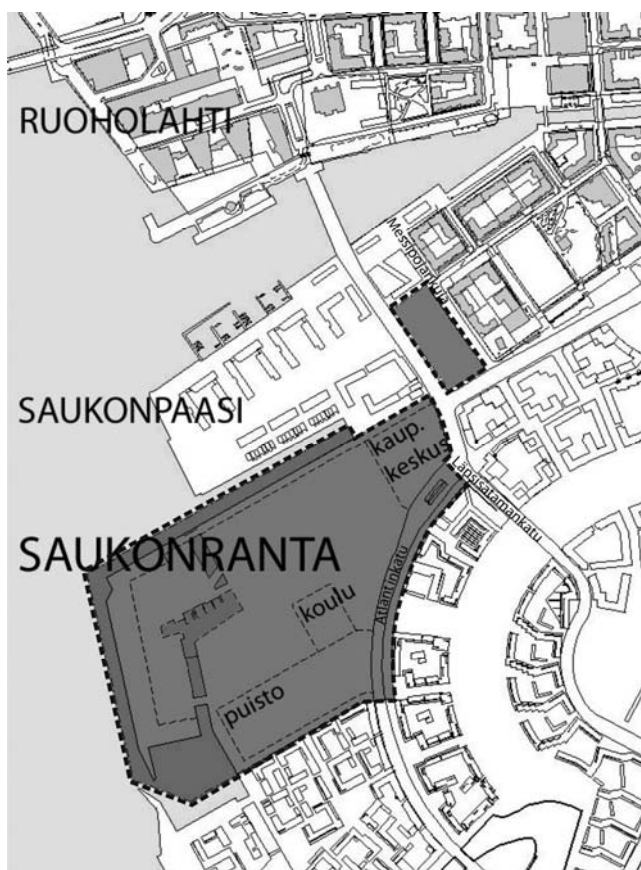 RUOHOLAHTI
Messipojankuja
SAUKONPAASI
kaup.
keskus
Länsisatamankatu
SAUKONRANTA
Atlantinkatu
koulu
puisto